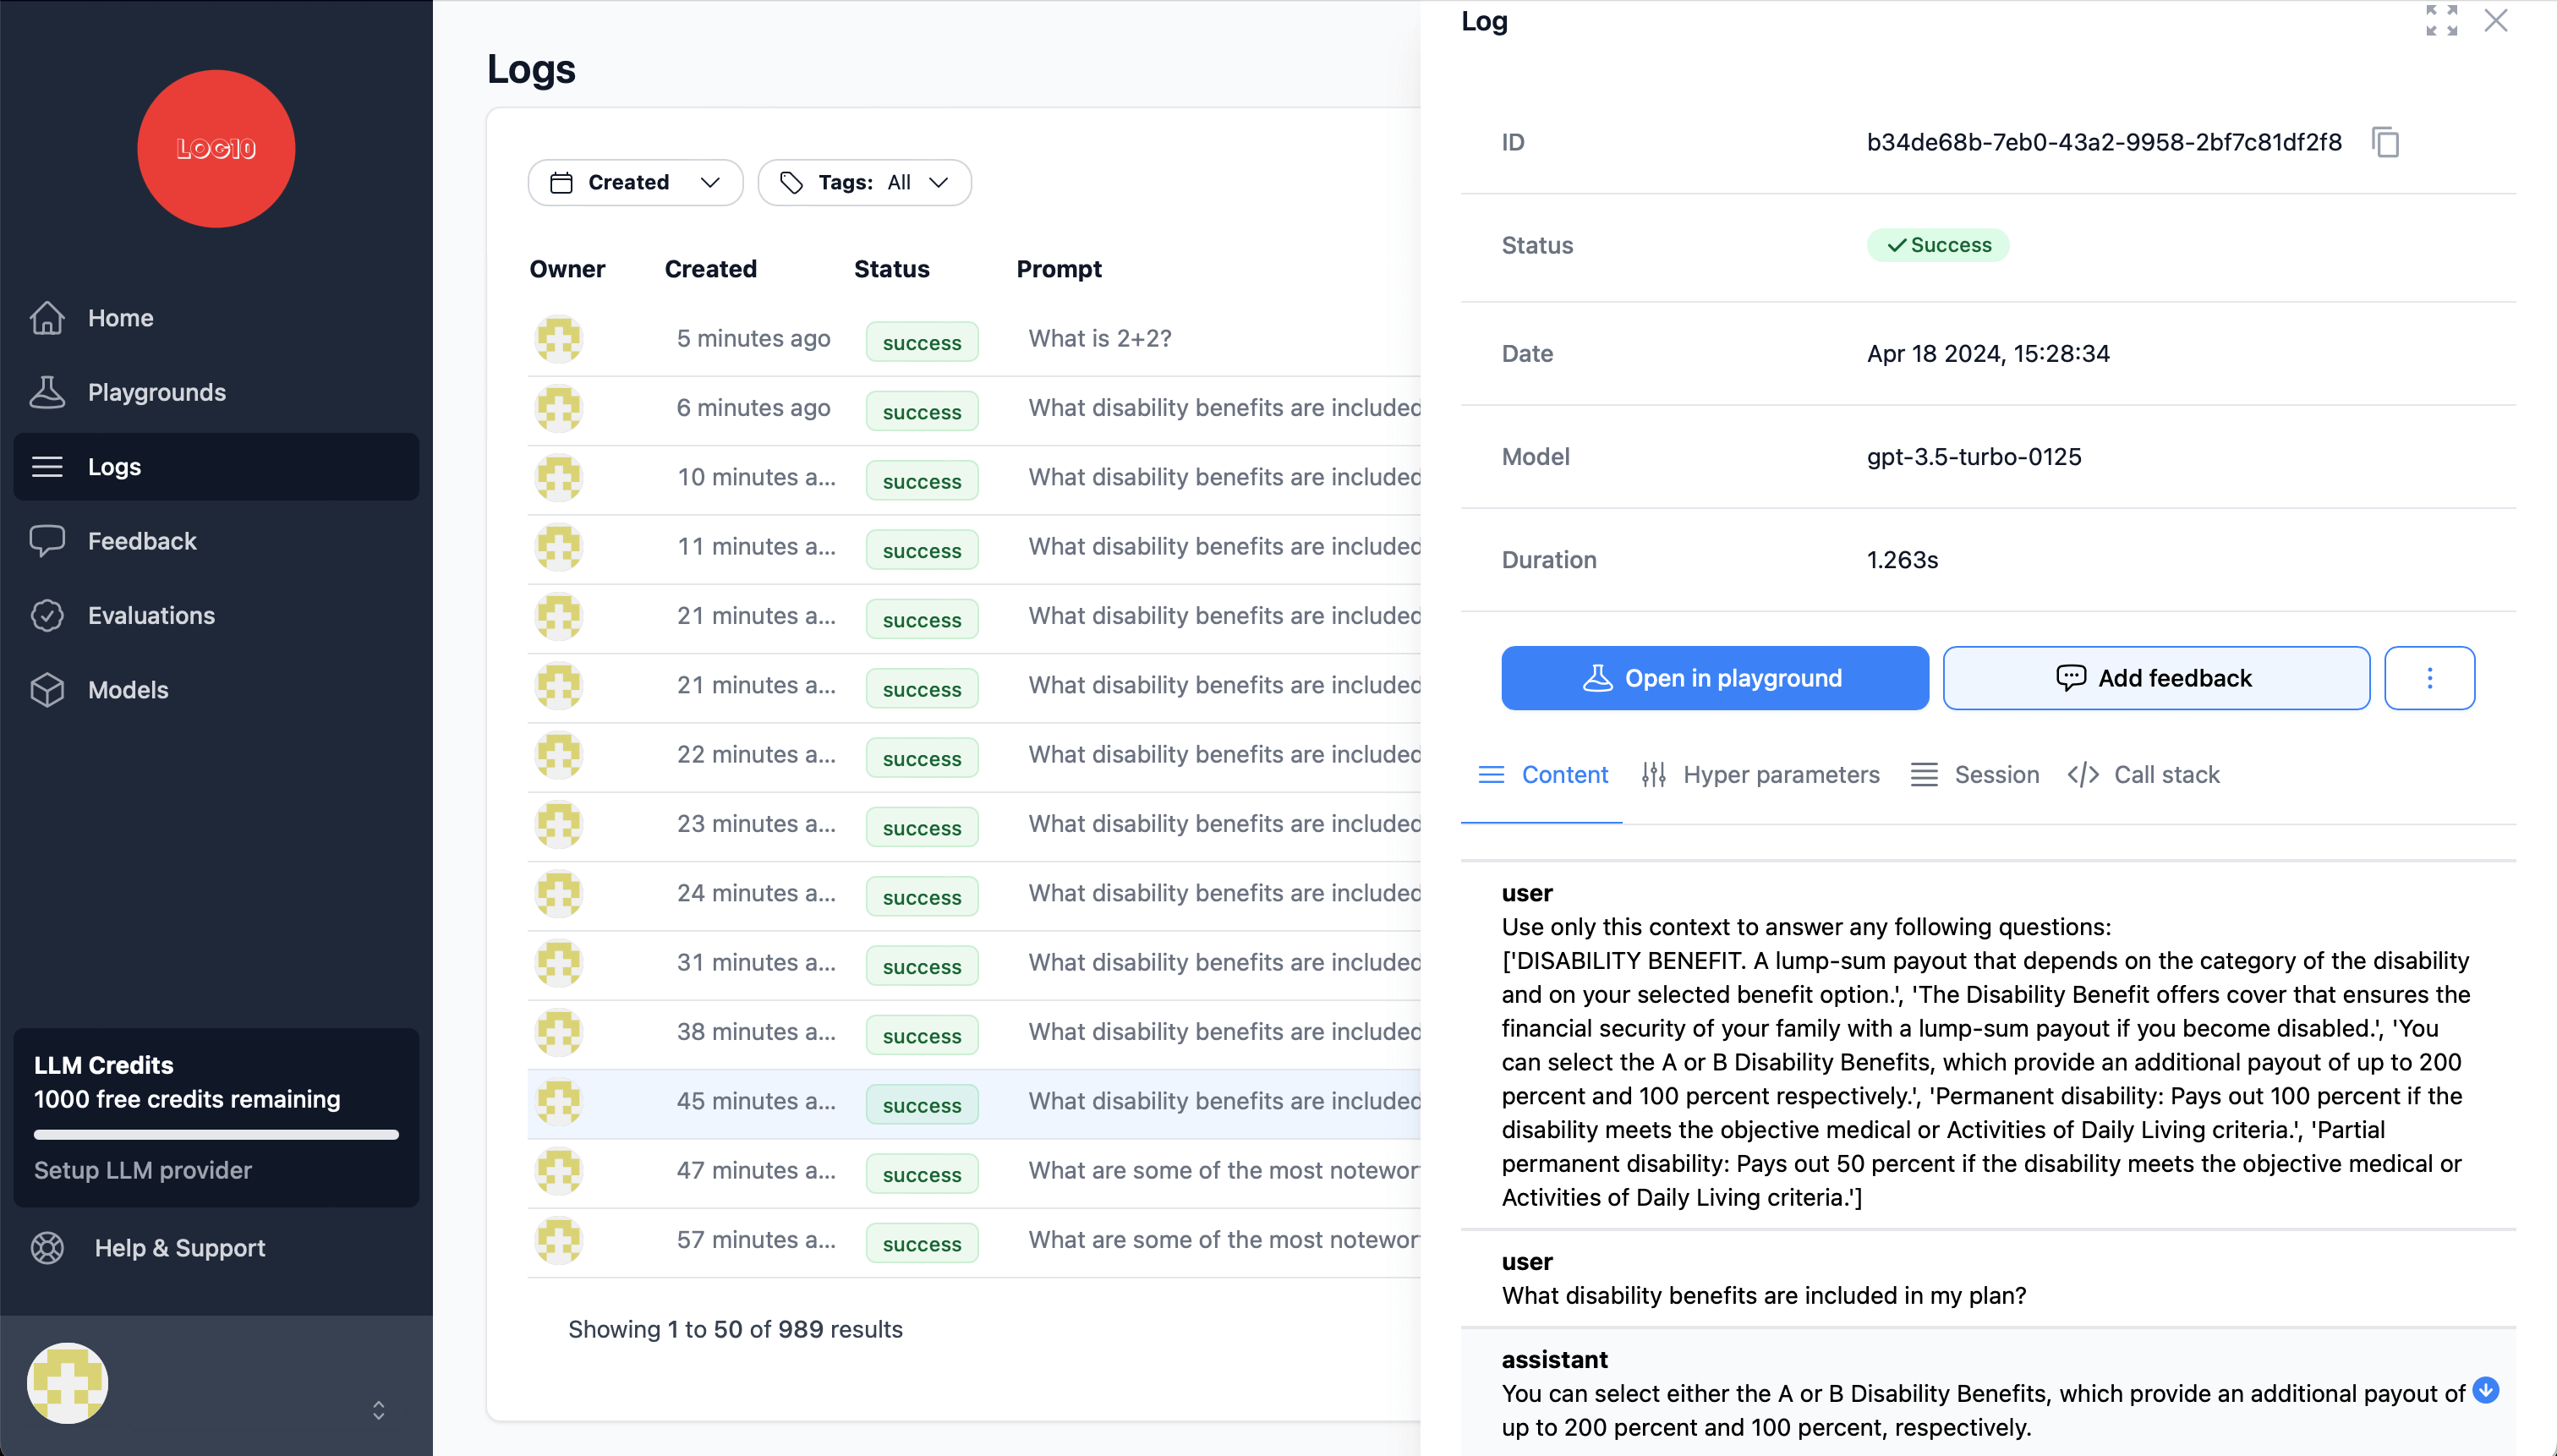 LOG10
Home
Playgrounds
Logs
Feedback
Evaluations
Models
LLM Credits
1000 free credits remaining
Setup LLM provider
Help & Support
Logs
Created
Tags: All
Owner Created Status Prompt
5 minutes ago success What is 2+2?
6 minutes ago success What disability benefits are included
10 minutes a... success What disability benefits are included
11 minutes a... success What disability benefits are included
21 minutes a... success What disability benefits are included
21 minutes a... success What disability benefits are included
22 minutes a... success What disability benefits are included
23 minutes a... success What disability benefits are included
24 minutes a... success What disability benefits are included
31 minutes a... success What disability benefits are included
38 minutes a... success What disability benefits are included
45 minutes a... success What disability benefits are included
47 minutes a... success What are some of the most notewor
57 minutes a... success What are some of the most notewor
Showing 1 to 50 of 989 results
Log
ID b34de68b-7eb0-43a2-9958-2bf7c81df2f8
Status Success
Date Apr 18 2024, 15:28:34
Model gpt-3.5-turbo-0125
Duration 1.263s
Open in playground Add feedback
Content Hyper parameters Session Call stack
user
Use only this context to answer any following questions:
['DISABILITY BENEFIT. A lump-sum payout that depends on the category of the disability
and on your selected benefit option.', 'The Disability Benefit offers cover that ensures the
financial security of your family with a lump-sum payout if you become disabled.', 'You
can select the A or B Disability Benefits, which provide an additional payout of up to 200
percent and 100 percent respectively.', 'Permanent disability: Pays out 100 percent if the
disability meets the objective medical or Activities of Daily Living criteria.', 'Partial
permanent disability: Pays out 50 percent if the disability meets the objective medical or
Activities of Daily Living criteria.']
user
What disability benefits are included in my plan?
assistant
You can select either the A or B Disability Benefits, which provide an additional payout of
up to 200 percent and 100 percent, respectively.